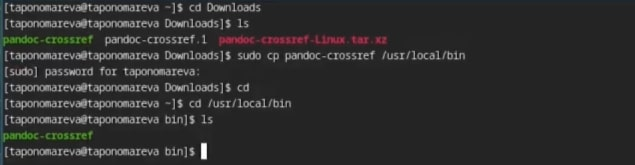 [taponomareva@taponomareva ~]$ cd Downloads
[taponomareva@taponomareva Downloads]$ ls
pandoc-crossref  pandoc-crossref.1  pandoc-crossref-Linux.tar.xz
[taponomareva@taponomareva Downloads]$ sudo cp pandoc-crossref /usr/local/bin
[sudo] password for taponomareva:
[taponomareva@taponomareva Downloads]$ cd
[taponomareva@taponomareva ~]$ cd /usr/local/bin
[taponomareva@taponomareva bin]$ ls
pandoc-crossref
[taponomareva@taponomareva bin]$